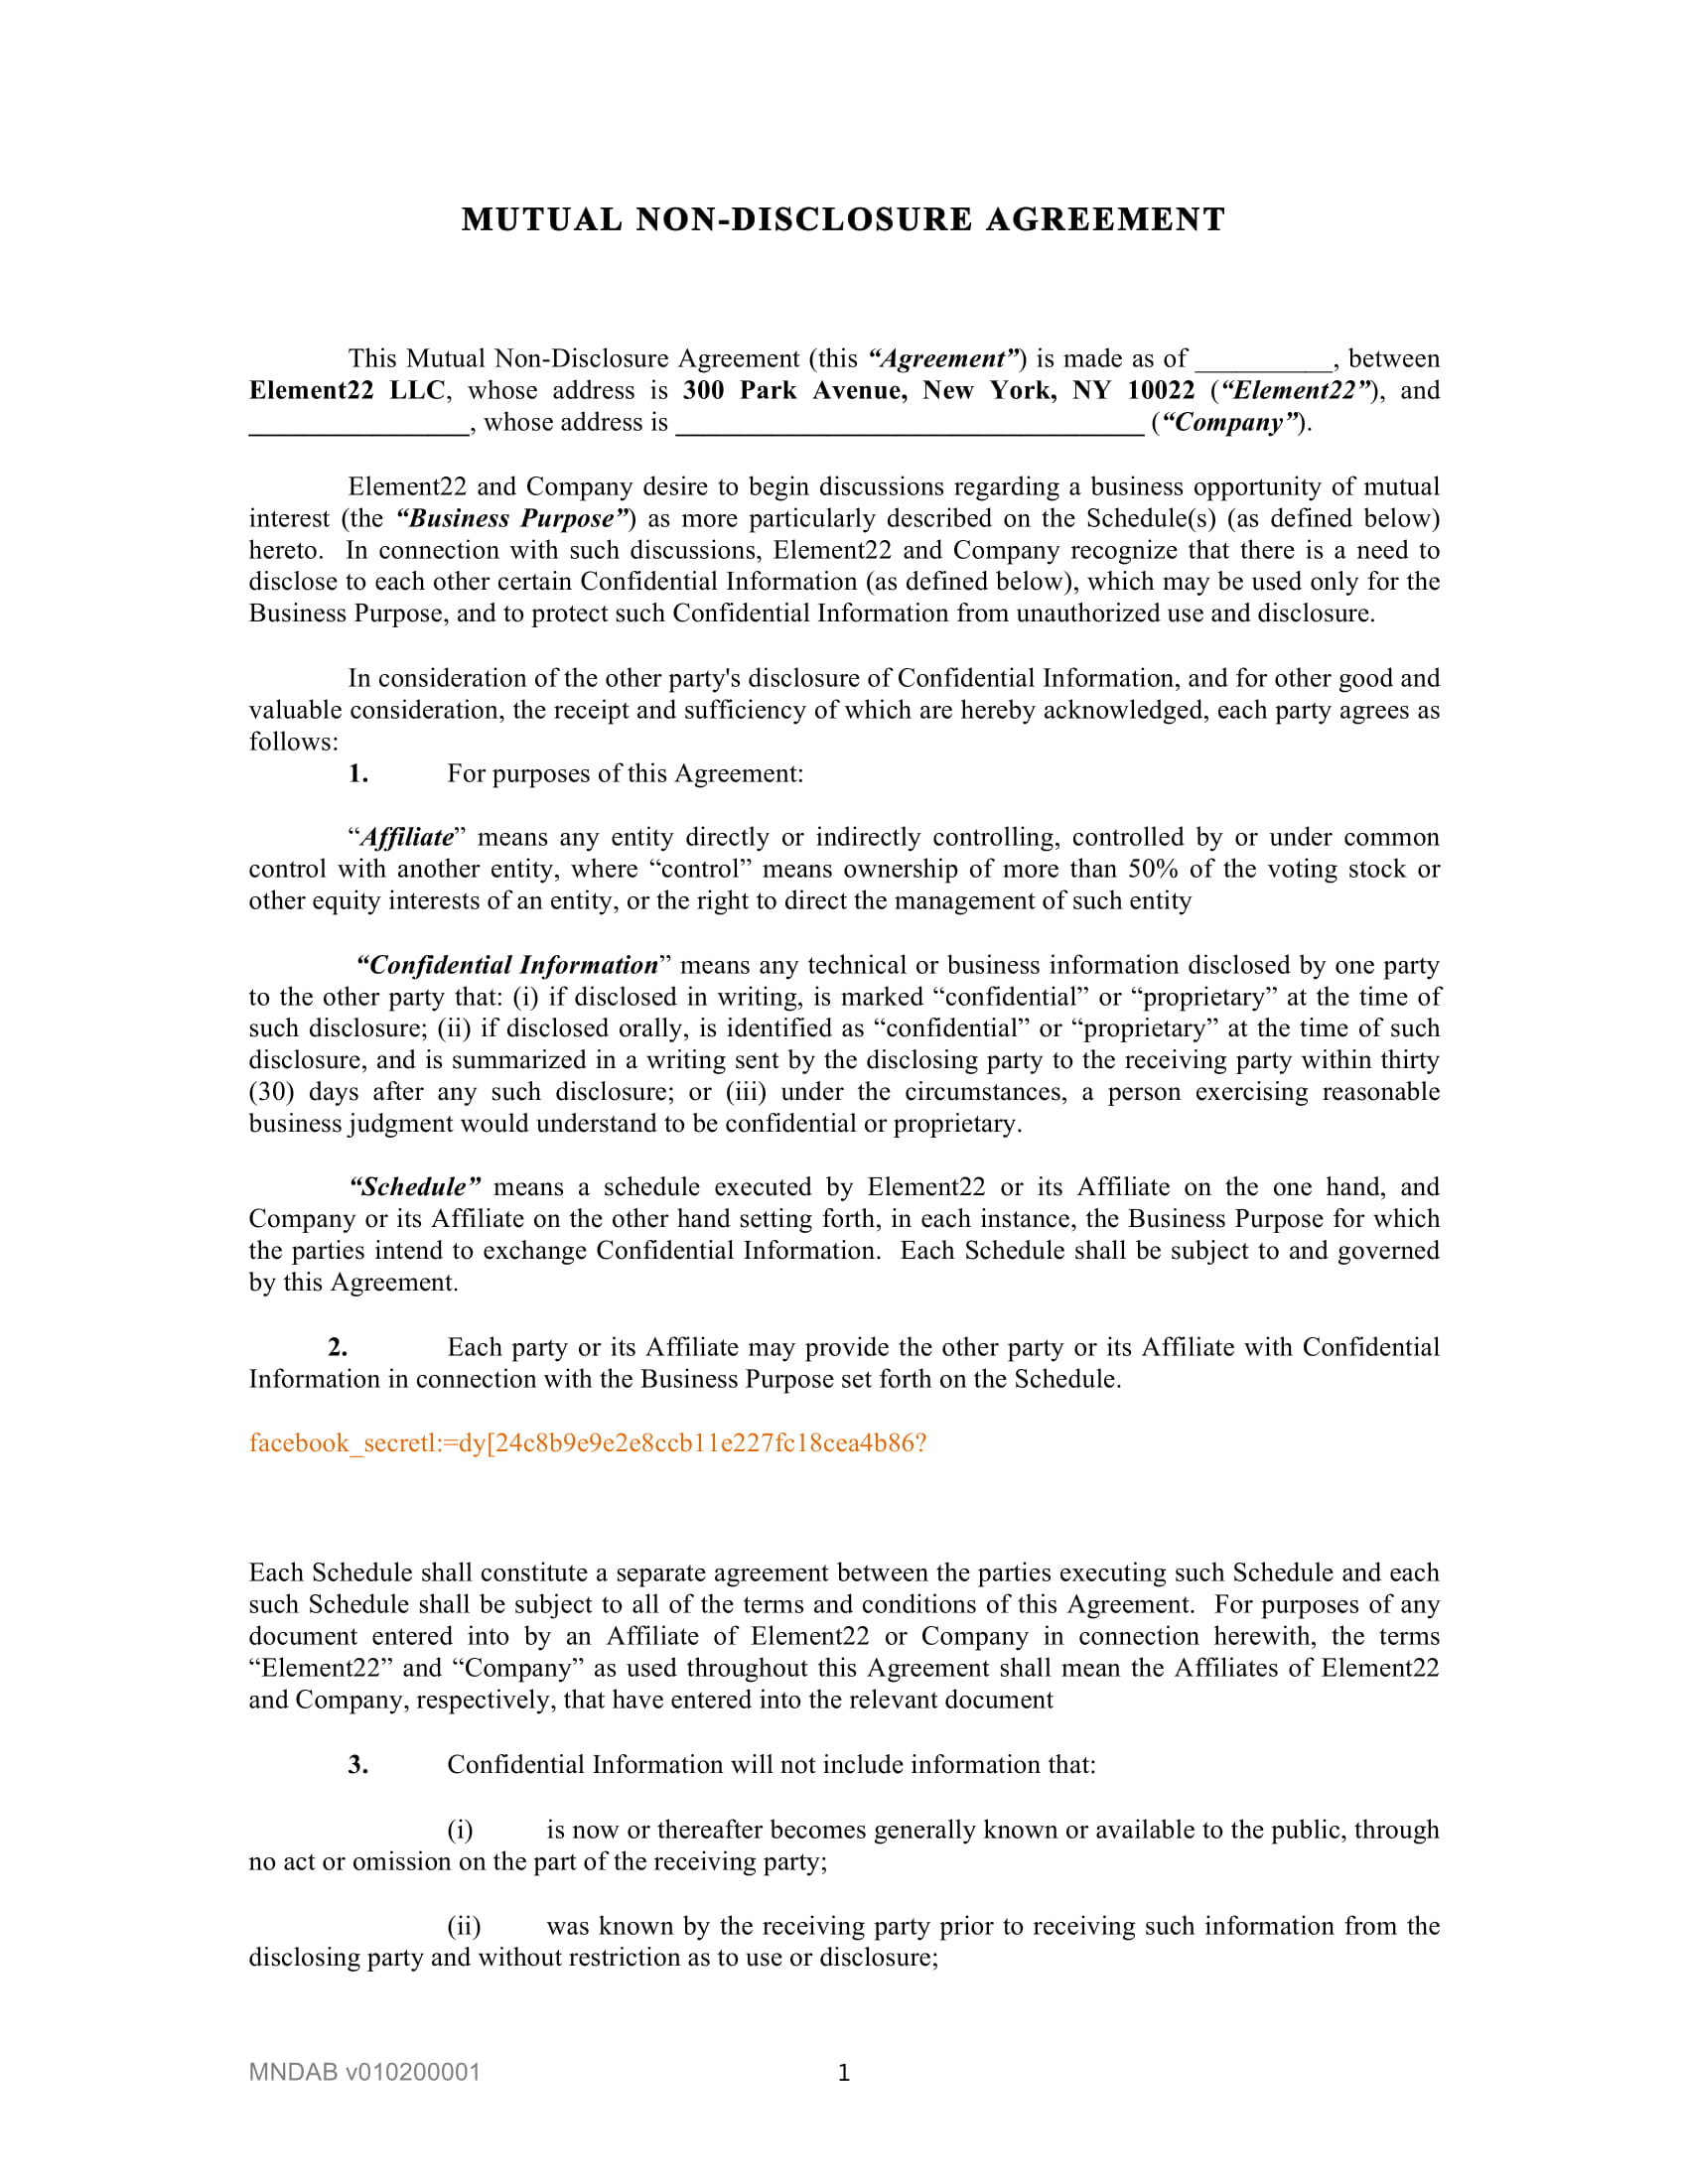 MUTUAL NON-DISCLOSURE AGREEMENT
This Mutual Non-Disclosure Agreement (this “Agreement”) is made as of __________, between
Element22 LLC, whose address is 300 Park Avenue, New York, NY 10022 (“Element22”), and
________________, whose address is __________________________________ (“Company”).
Element22 and Company desire to begin discussions regarding a business opportunity of mutual
interest (the “Business Purpose”) as more particularly described on the Schedule(s) (as defined below)
hereto. In connection with such discussions, Element22 and Company recognize that there is a need to
disclose to each other certain Confidential Information (as defined below), which may be used only for the
Business Purpose, and to protect such Confidential Information from unauthorized use and disclosure.
In consideration of the other party's disclosure of Confidential Information, and for other good and
valuable consideration, the receipt and sufficiency of which are hereby acknowledged, each party agrees as
follows:
1. For purposes of this Agreement:
“Affiliate” means any entity directly or indirectly controlling, controlled by or under common
control with another entity, where “control” means ownership of more than 50% of the voting stock or
other equity interests of an entity, or the right to direct the management of such entity
“Confidential Information” means any technical or business information disclosed by one party
to the other party that: (i) if disclosed in writing, is marked “confidential” or “proprietary” at the time of
such disclosure; (ii) if disclosed orally, is identified as “confidential” or “proprietary” at the time of such
disclosure, and is summarized in a writing sent by the disclosing party to the receiving party within thirty
(30) days after any such disclosure; or (iii) under the circumstances, a person exercising reasonable
business judgment would understand to be confidential or proprietary.
“Schedule” means a schedule executed by Element22 or its Affiliate on the one hand, and
Company or its Affiliate on the other hand setting forth, in each instance, the Business Purpose for which
the parties intend to exchange Confidential Information. Each Schedule shall be subject to and governed
by this Agreement.
2. Each party or its Affiliate may provide the other party or its Affiliate with Confidential
Information in connection with the Business Purpose set forth on the Schedule.
facebook_secretl:=dy[24c8b9e9e2e8ccb11e227fc18cea4b86?
Each Schedule shall constitute a separate agreement between the parties executing such Schedule and each
such Schedule shall be subject to all of the terms and conditions of this Agreement. For purposes of any
document entered into by an Affiliate of Element22 or Company in connection herewith, the terms
“Element22” and “Company” as used throughout this Agreement shall mean the Affiliates of Element22
and Company, respectively, that have entered into the relevant document
3. Confidential Information will not include information that:
(i) is now or thereafter becomes generally known or available to the public, through
no act or omission on the part of the receiving party;
(ii) was known by the receiving party prior to receiving such information from the
disclosing party and without restriction as to use or disclosure;
MNDAB v010200001
1